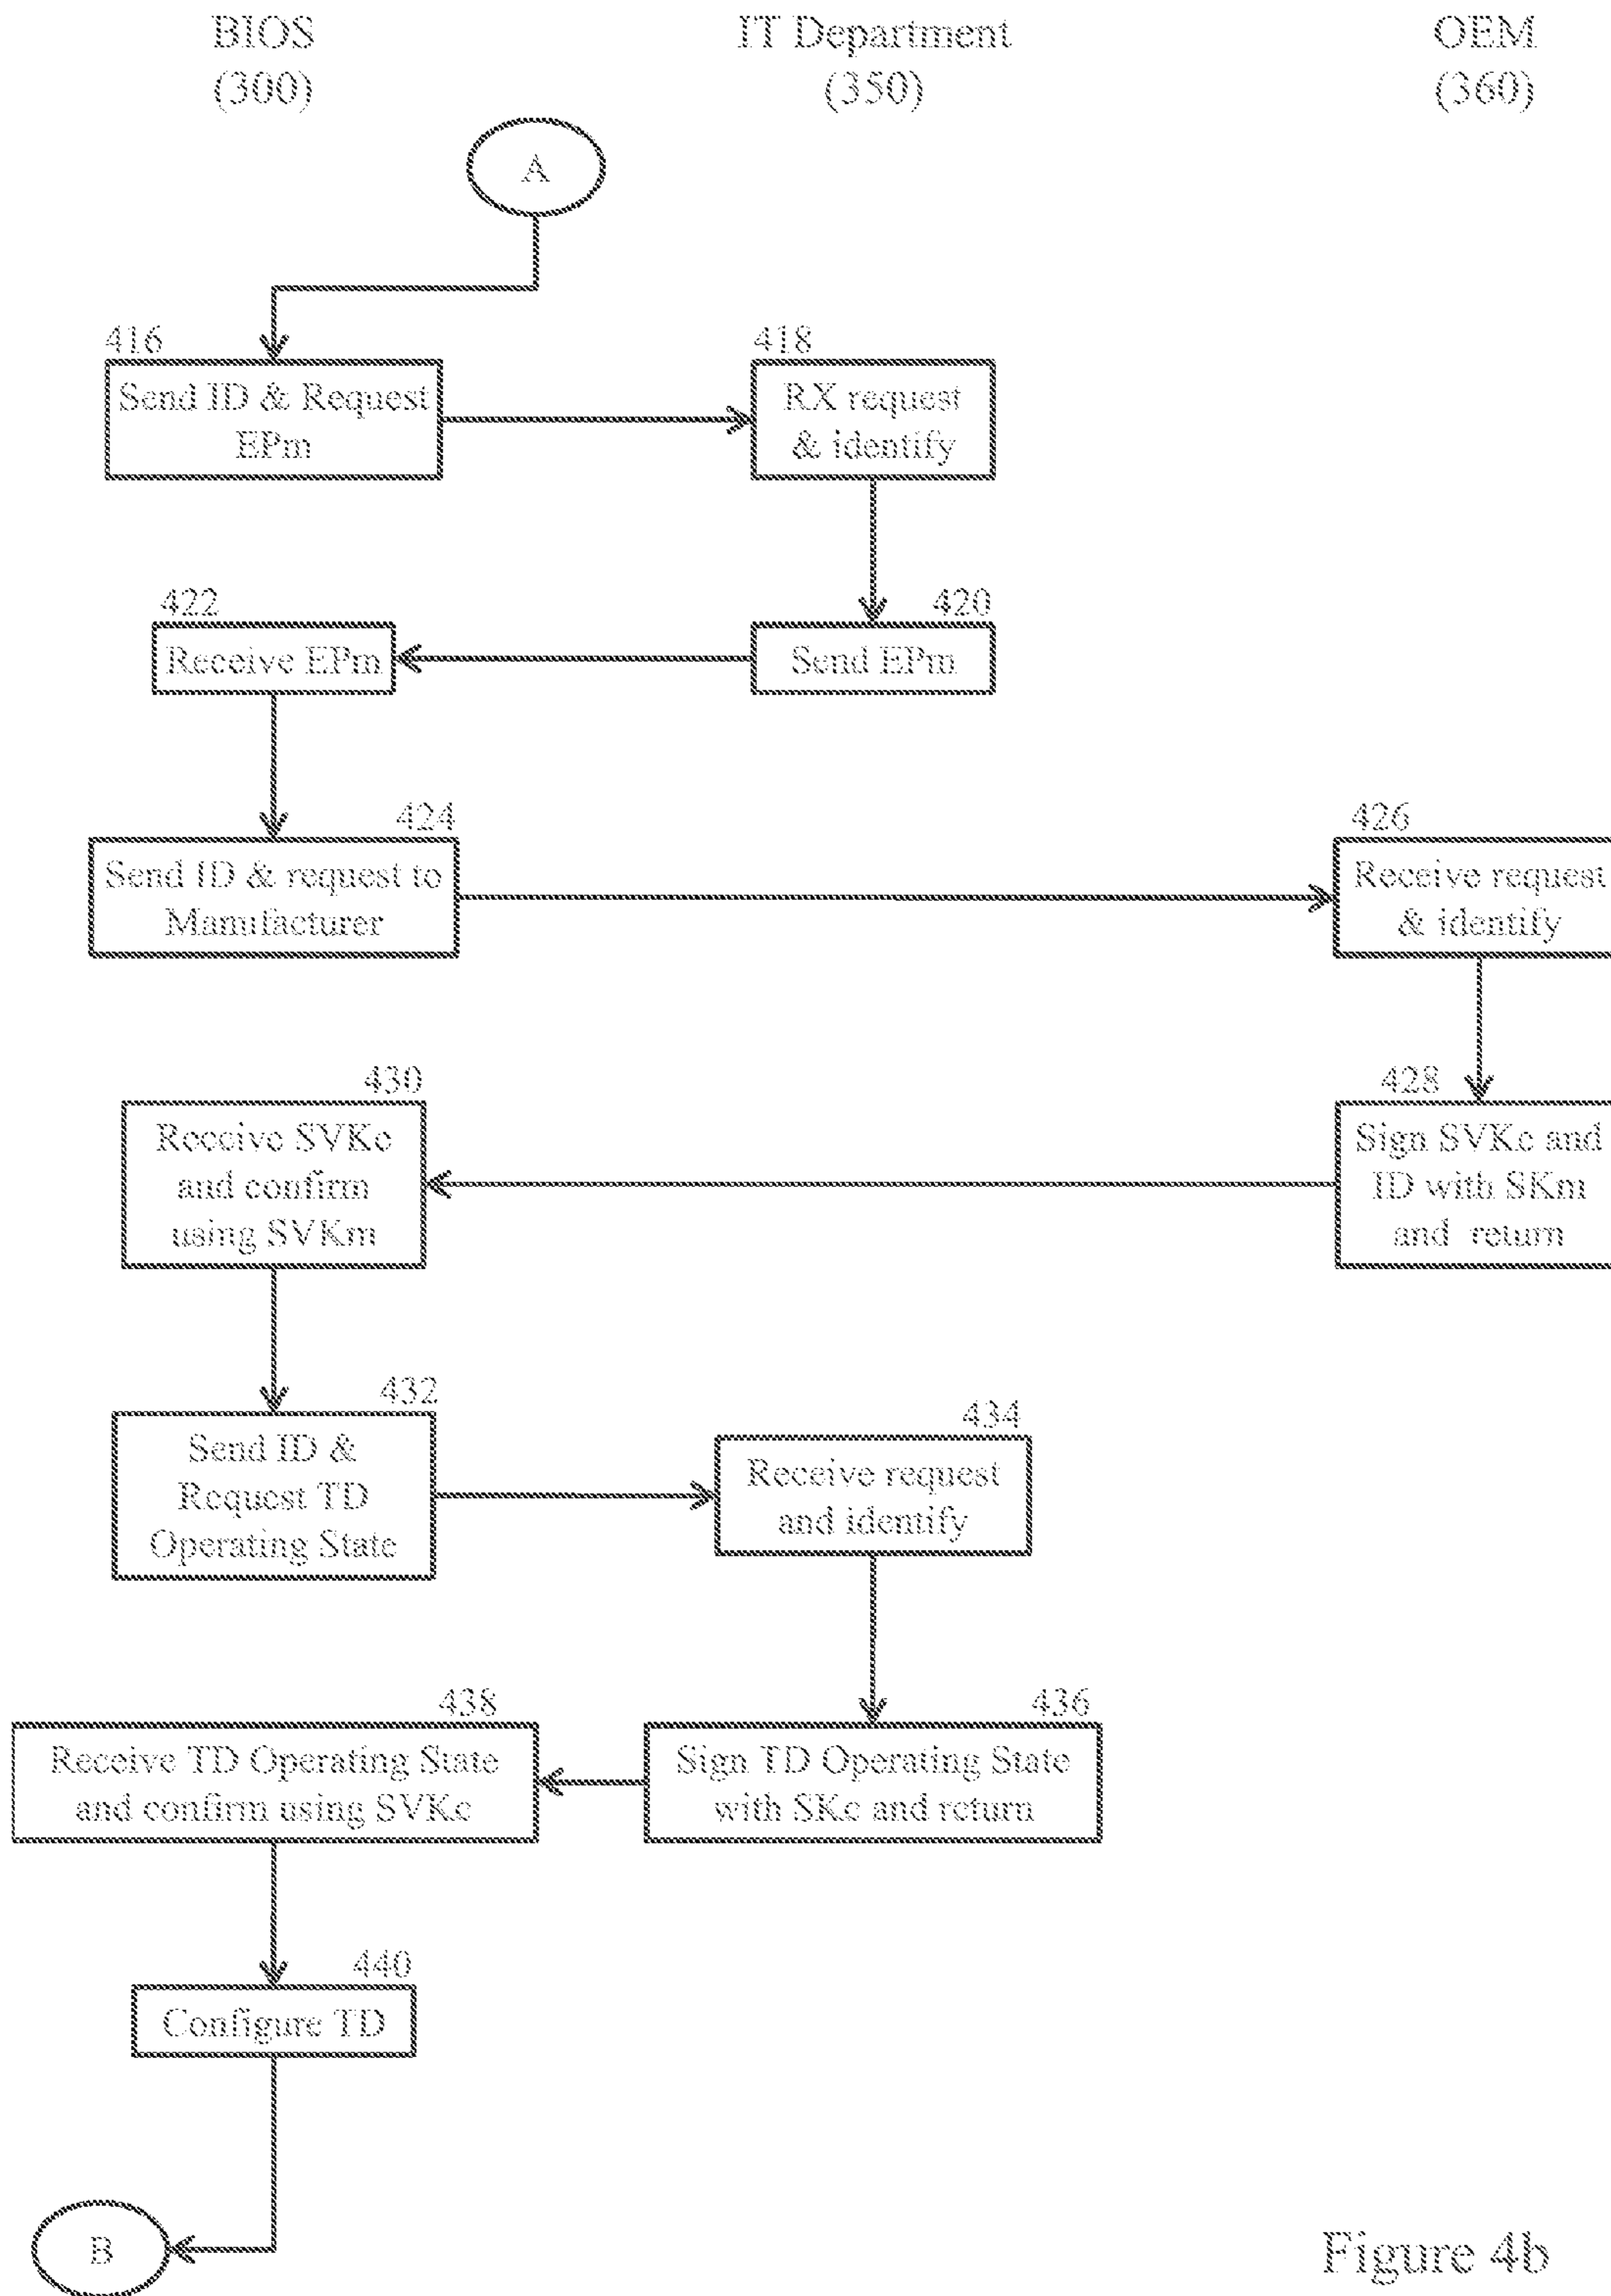 BIOS
(300)
IT Department
(350)
OEM
(360)
A
416
Send ID & Request
EPm
418
RX request
& identify
420
Send EPm
422
Receive EPm
424
Send ID & request to
Manufacturer
426
Receive request
& identify
428
Sign SVKc and
ID with SKm
and return
430
Receive SVKc
and confirm
using SVKm
432
Send ID &
Request TD
Operating State
434
Receive request
and identify
436
Sign TD Operating State
with SKc and return
438
Receive TD Operating State
and confirm using SVKc
440
Configure TD
B
Figure 4b